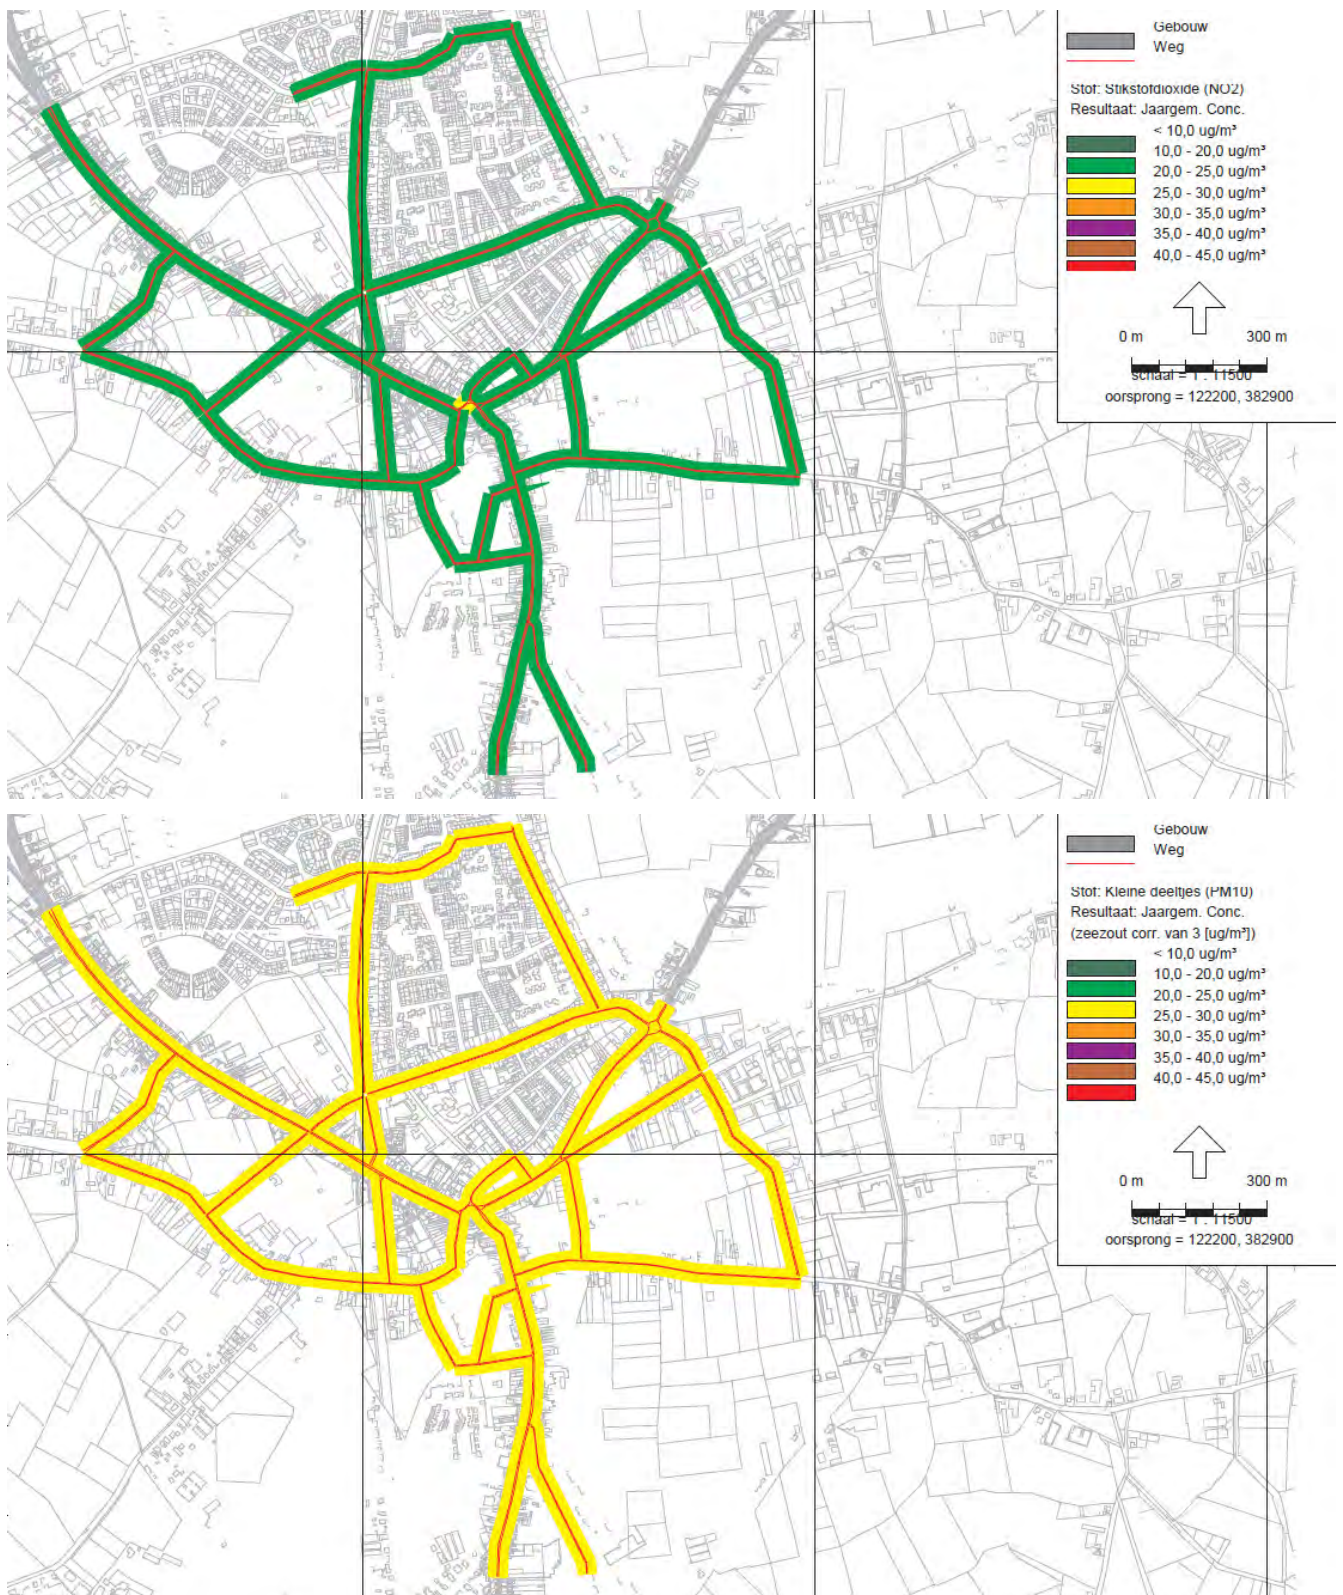 Gebouw
Weg
Stof: Stikstofdioxide (NO2)
Resultaat: Jaargem. Conc.
< 10,0 ug/m³
10,0 - 20,0 ug/m³
20,0 - 25,0 ug/m³
25,0 - 30,0 ug/m³
30,0 - 35,0 ug/m³
35,0 - 40,0 ug/m³
40,0 - 45,0 ug/m³
0 m 300 m
schaal = 1 : 11500
oorsprong = 122200, 382900
Gebouw
Weg
Stof: Kleine deeltjes (PM10)
Resultaat: Jaargem. Conc.
(zeezout corr. van 3 [ug/m³])
< 10,0 ug/m³
10,0 - 20,0 ug/m³
20,0 - 25,0 ug/m³
25,0 - 30,0 ug/m³
30,0 - 35,0 ug/m³
35,0 - 40,0 ug/m³
40,0 - 45,0 ug/m³
0 m 300 m
schaal = 1 : 11500
oorsprong = 122200, 382900